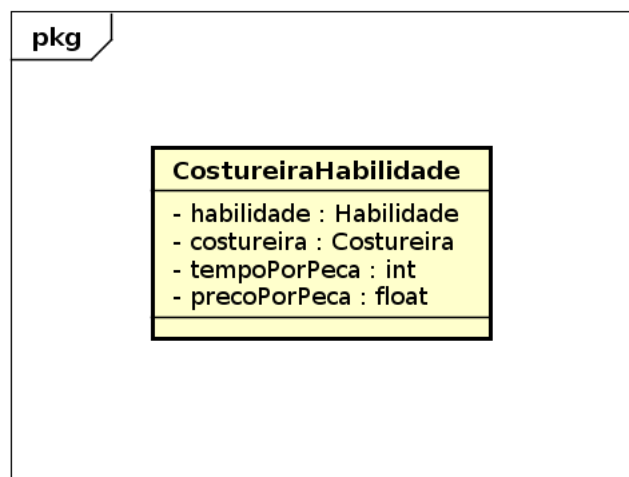 pkg
CostureiraHabilidade
- habilidade : Habilidade
- costureira : Costureira
- tempoPorPeca : int
- precoPorPeca : float